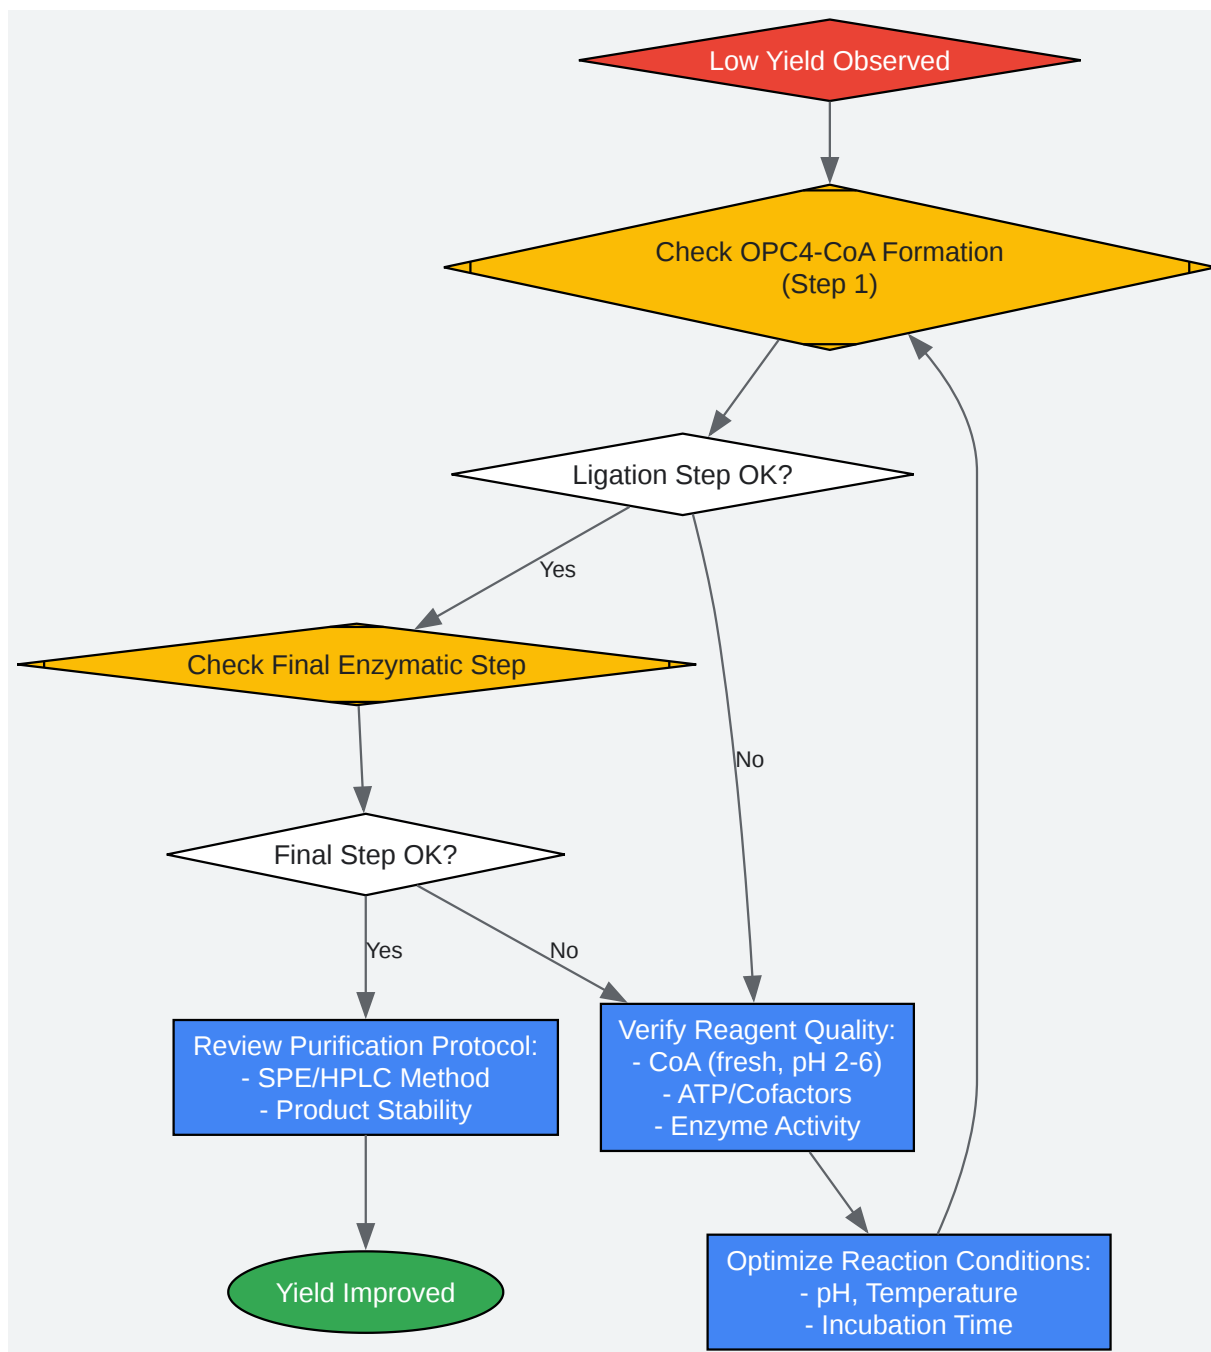 Low Yield Observed
Check OPC4-CoA Formation
(Step 1)
Ligation Step OK?
Yes
Check Final Enzymatic Step
No
Final Step OK?
Yes
No
Review Purification Protocol:
- SPE/HPLC Method
- Product Stability
Verify Reagent Quality:
- CoA (fresh, pH 2-6)
- ATP/Cofactors
- Enzyme Activity
Yield Improved
Optimize Reaction Conditions:
- pH, Temperature
- Incubation Time